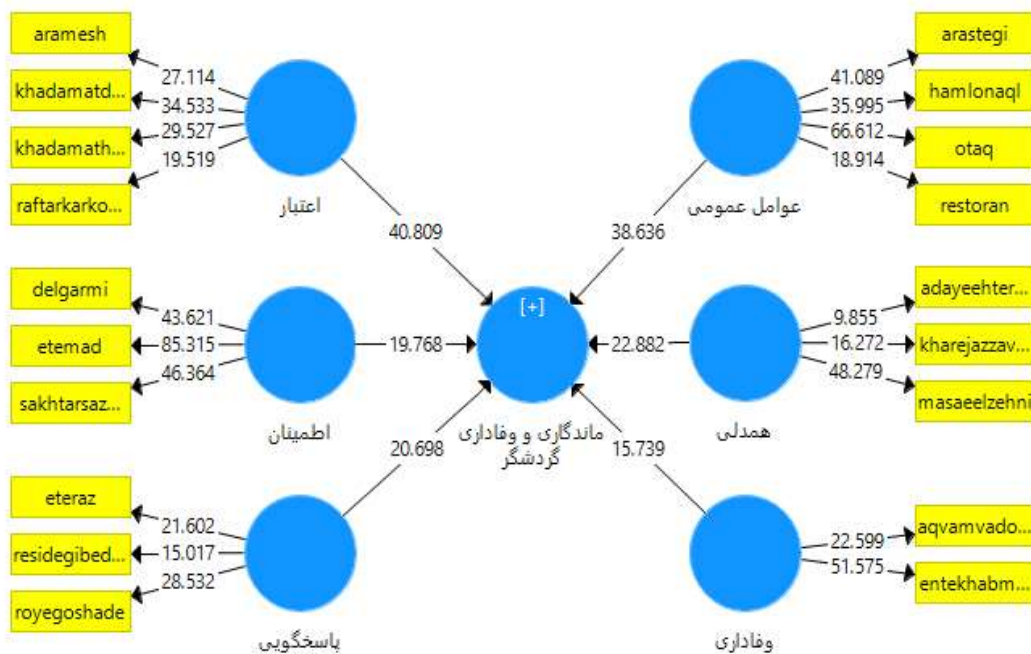 aramesh
khadamatd...
khadamath...
raftarkarko...
27.114
34.533
29.527
19.519
اعتبار
40.809
arastegi
hamlonaql
otaq
restoran
41.089
35.995
66.612
18.914
عوامل عمومی
38.636
delgarmi
etemad
sakhtarsaz...
43.621
85.315
46.364
اطمینان
19.768
[+]
ماندگاری و وفاداری
گردشگر
22.882
همدلی
9.855
16.272
48.279
adayeehter...
kharejazzav...
masaeelzehni
eteraz
residegibed...
royegoshade
21.602
15.017
28.532
پاسخگویی
20.698
15.739
وفاداری
22.599
51.575
aqvamvado...
entekhabm...